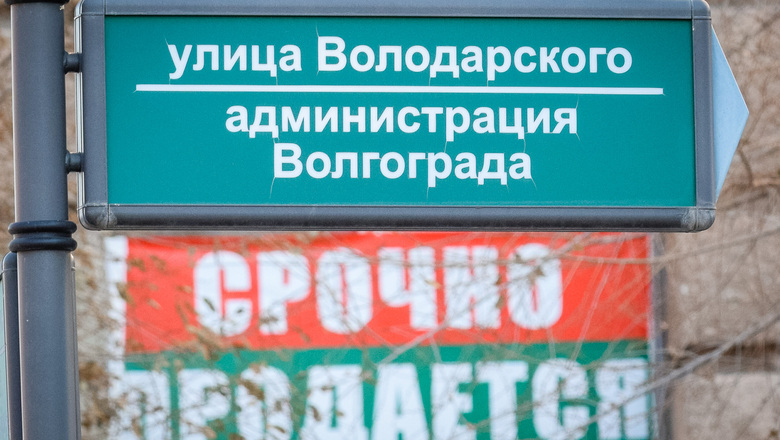 улица Володарского
администрация
Волгограда
СРОЧНО
ПРОДАЕТСЯ